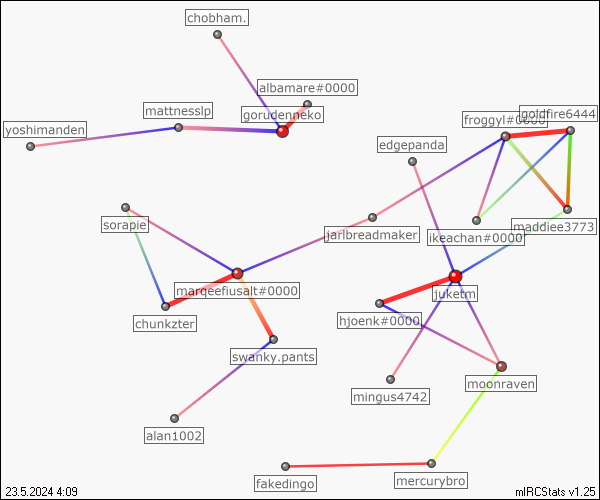 chobham.
albamare#0000
mattnesslp
gorudenneko
goldfire6444
froggyl#0000
yoshimanden
edgepanda
sorapie
jarlbreadmaker
ikeachan#0000
maddiee3773
marqeefiusalt#0000
juketm
chunkzter
hjoenk#0000
swanky.pants
moonraven
mingus4742
alan1002
fakedingo
mercurybro
23.5.2024 4:09
mIRCStats v1.25